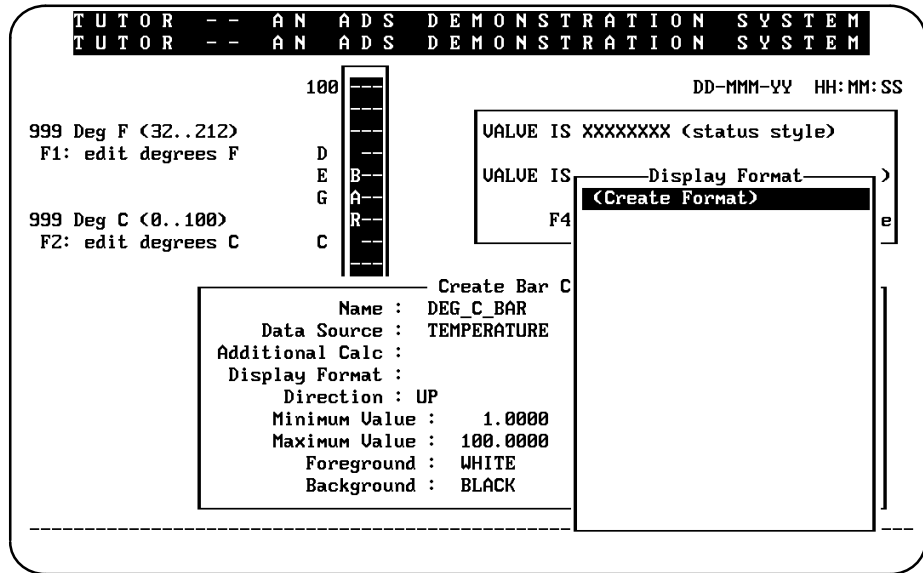 T U T O R -- A N A D S D E M O N S T R A T I O N S Y S T E M
T U T O R -- A N A D S D E M O N S T R A T I O N S Y S T E M
100 --- DD-MMM-YY HH:MM:SS
---
999 Deg F (32..212) --- VALUE IS XXXXXXXX (status style)
F1: edit degrees F D --
E B-- VALUE IS Display Format )
G A-- (Create Format)
999 Deg C (0..100) R-- F4 e
F2: edit degrees C C --
---
Create Bar C
Name : DEG_C_BAR
Data Source : TEMPERATURE
Additional Calc :
Display Format :
Direction : UP
Minimum Value : 1.0000
Maximum Value : 100.0000
Foreground : WHITE
Background : BLACK